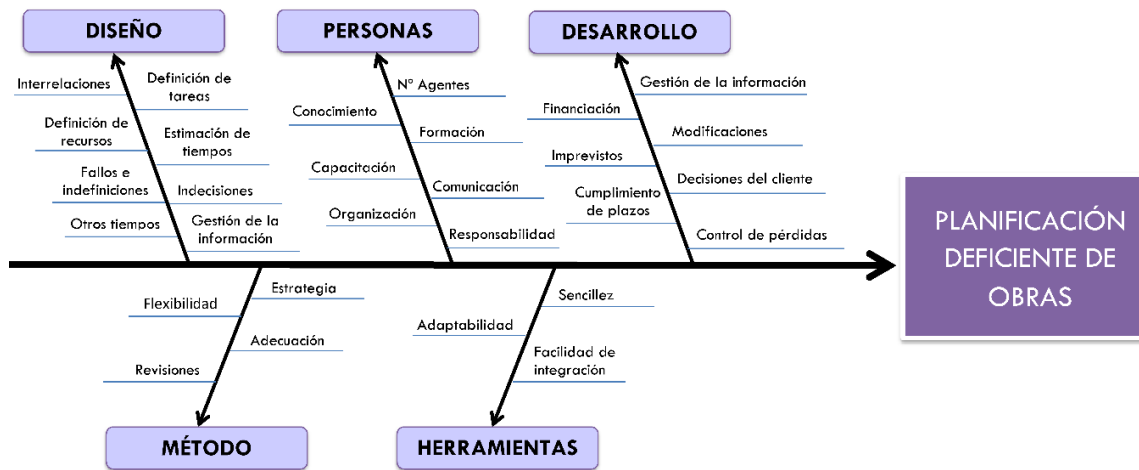 DISEÑO
PERSONAS
DESARROLLO
Interrelaciones
Definición de
tareas
Definición de
recursos
Estimación de
tiempos
Fallos e
indefiniciones
Indecisiones
Otros tiempos
Gestión de la
información
Nº Agentes
Conocimiento
Formación
Capacitación
Comunicación
Organización
Responsabilidad
Gestión de la información
Financiación
Modificaciones
Imprevistos
Decisiones del cliente
Cumplimiento
de plazos
Control de pérdidas
PLANIFICACIÓN
DEFICIENTE DE
OBRAS
Estrategia
Flexibilidad
Adecuación
Revisiones
Sencillez
Adaptabilidad
Facilidad de
integración
MÉTODO
HERRAMIENTAS